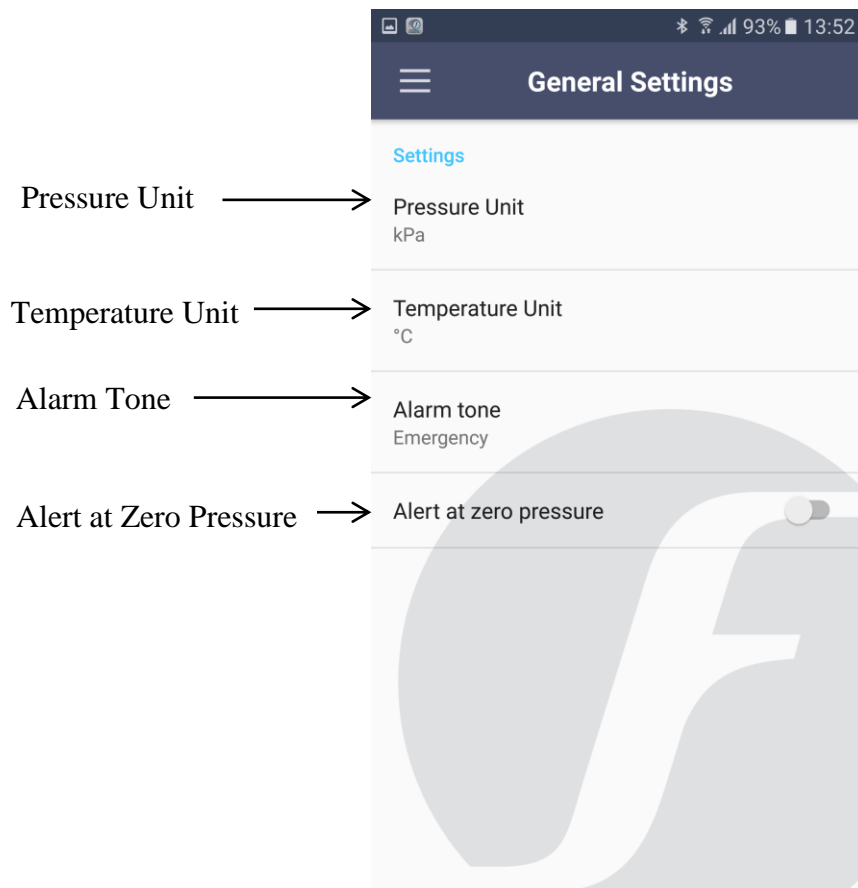 93% 13:52
General Settings
Settings
Pressure Unit
Pressure Unit
kPa
Temperature Unit
Temperature Unit
°C
Alarm Tone
Alarm tone
Emergency
Alert at Zero Pressure
Alert at zero pressure